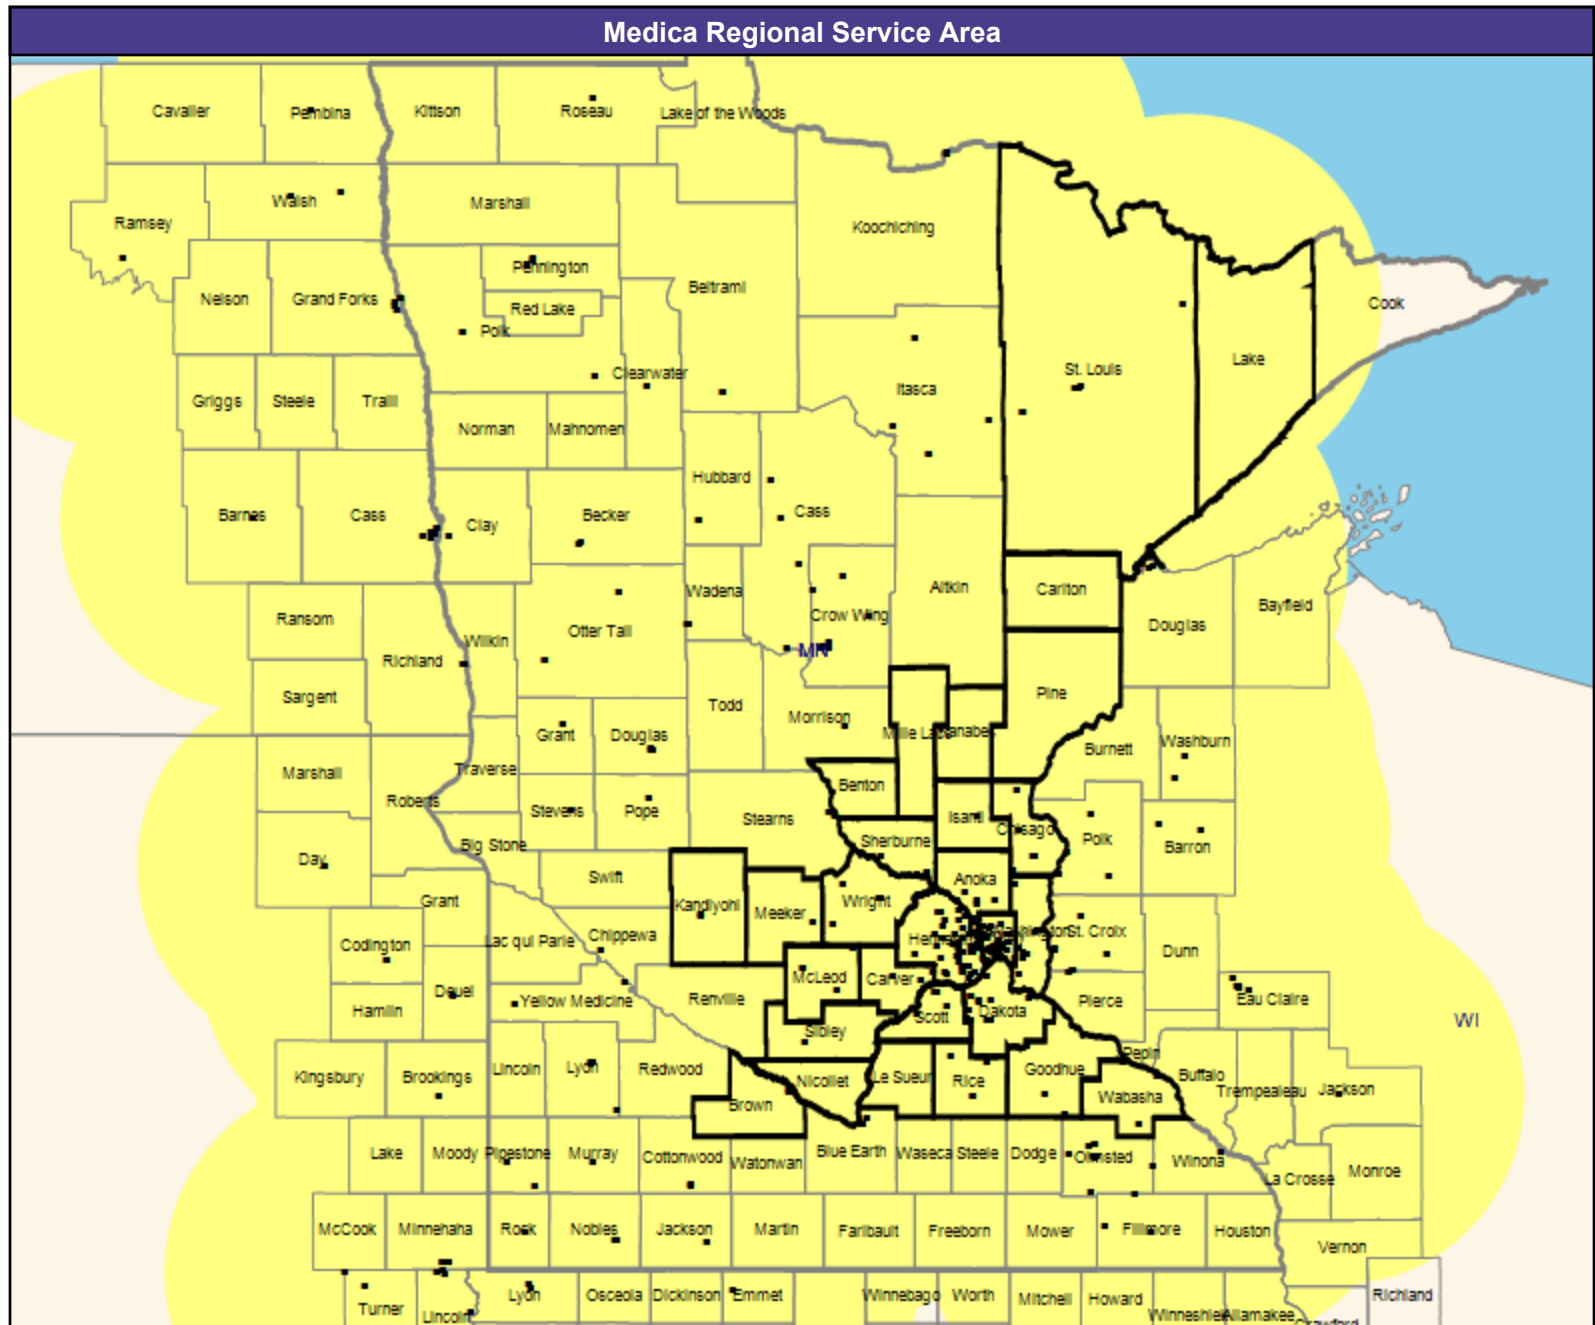 Medica Regional Service Area
Cavalier
Pembina
Kittson
Roseau
Lake of the Woods
Walsh
Marshall
Ramsey
Koochiching
Pennington
Nelson
Grand Forks
Red Lake
Beltrami
Cook
Polk
Clearwater
St. Louis
Lake
Itasca
Griggs
Steele
Traill
Norman
Mahnomen
Hubbard
Cass
Barnes
Cass
Clay
Becker
Wadena
Aitkin
Carlton
Bayfield
Ransom
Crow Wing
Douglas
Otter Tail
Wilkin
MN
Richland
Sargent
Pine
Todd
Morrison
Grant
Douglas
Mille Lacs
Kanabec
Burnett
Washburn
Marshall
Traverse
Benton
Roberts
Stevens
Pope
Stearns
Isanti
Chisago
Polk
Barron
Big Stone
Sherburne
Day
Swift
Anoka
Grant
Kandiyohi
Meeker
Wright
Codington
Lac qui Parle
Chippewa
Hennepin
Washington
St. Croix
Dunn
Deuel
McLeod
Carver
Hamlin
Yellow Medicine
Renville
Scott
Dakota
Pierce
Eau Claire
WI
Sibley
Pepin
Kingsbury
Brookings
Lincoln
Lyon
Redwood
Nicollet
Le Sueur
Rice
Goodhue
Buffalo
Trempealeau
Jackson
Brown
Wabasha
Lake
Moody
Pipestone
Murray
Cottonwood
Watonwan
Blue Earth
Waseca
Steele
Dodge
Olmsted
Winona
La Crosse
Monroe
McCook
Minnehaha
Rock
Nobles
Jackson
Martin
Faribault
Freeborn
Mower
Fillmore
Houston
Vernon
Turner
Lincoln
Lyon
Osceola
Dickinson
Emmet
Winnebago
Worth
Mitchell
Howard
Winneshiek
Allamakee
Crawford
Richland